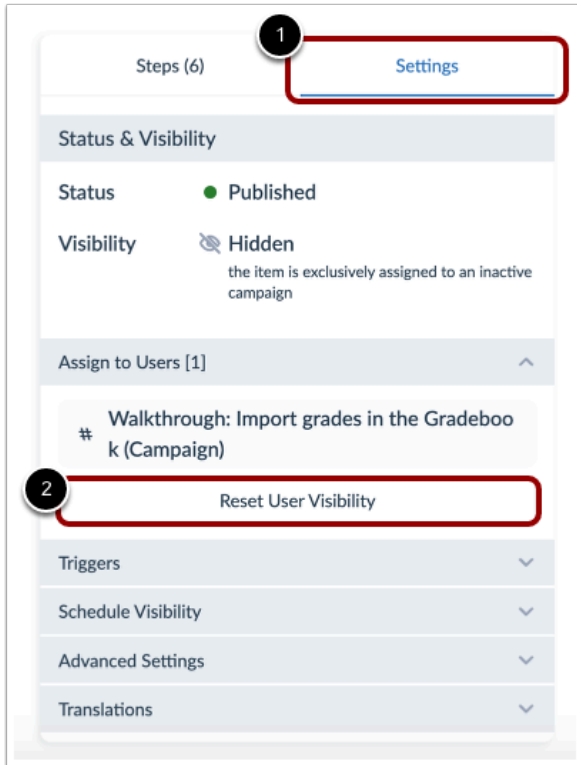 1
Steps (6)
Settings
Status & Visibility
Status
Published
Visibility
Hidden
the item is exclusively assigned to an inactive
campaign
Assign to Users [1]
# Walkthrough: Import grades in the Gradeboo
k (Campaign)
2
Reset User Visibility
Triggers
Schedule Visibility
Advanced Settings
Translations